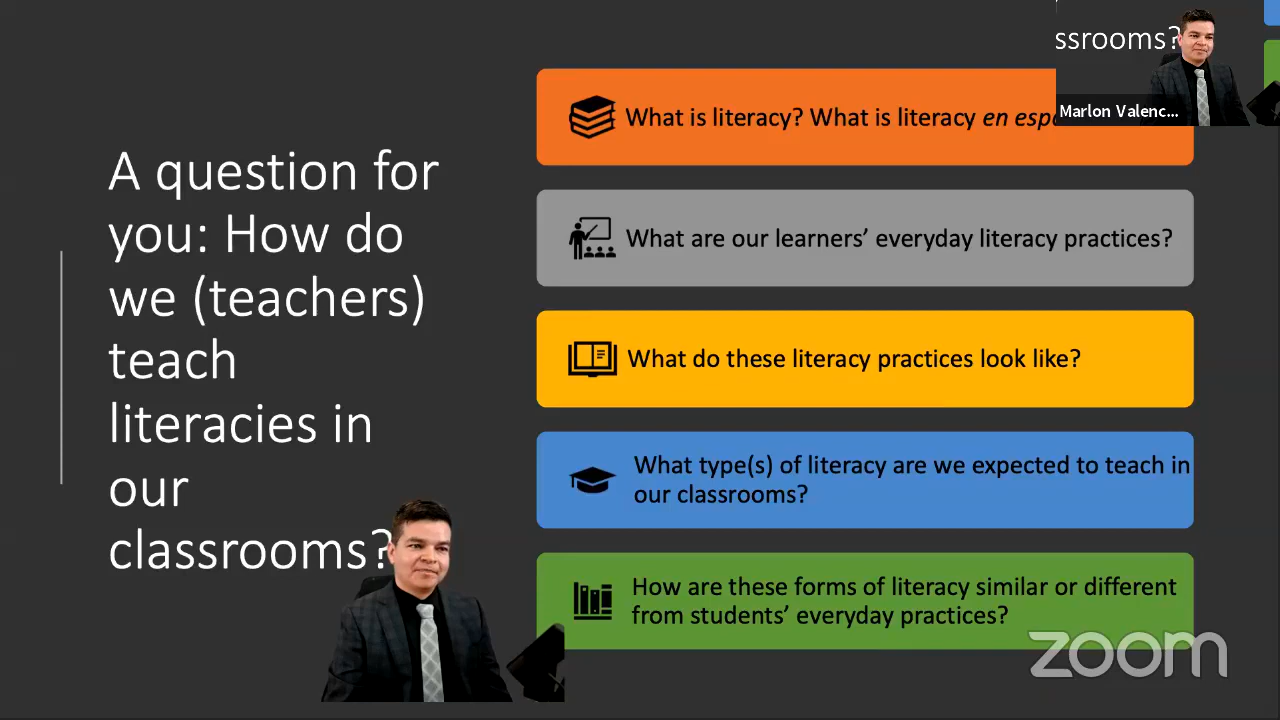 A question for
you: How do
we (teachers)
teach
literacies in
our
classrooms?
ssrooms?
Marlon Valenc...
What is literacy? What is literacy en
What are our learners’ everyday literacy practices?
What do these literacy practices look like?
What type(s) of literacy are we expected to teach in
our classrooms?
How are these forms of literacy similar or different
from students’ everyday practices?
zoom